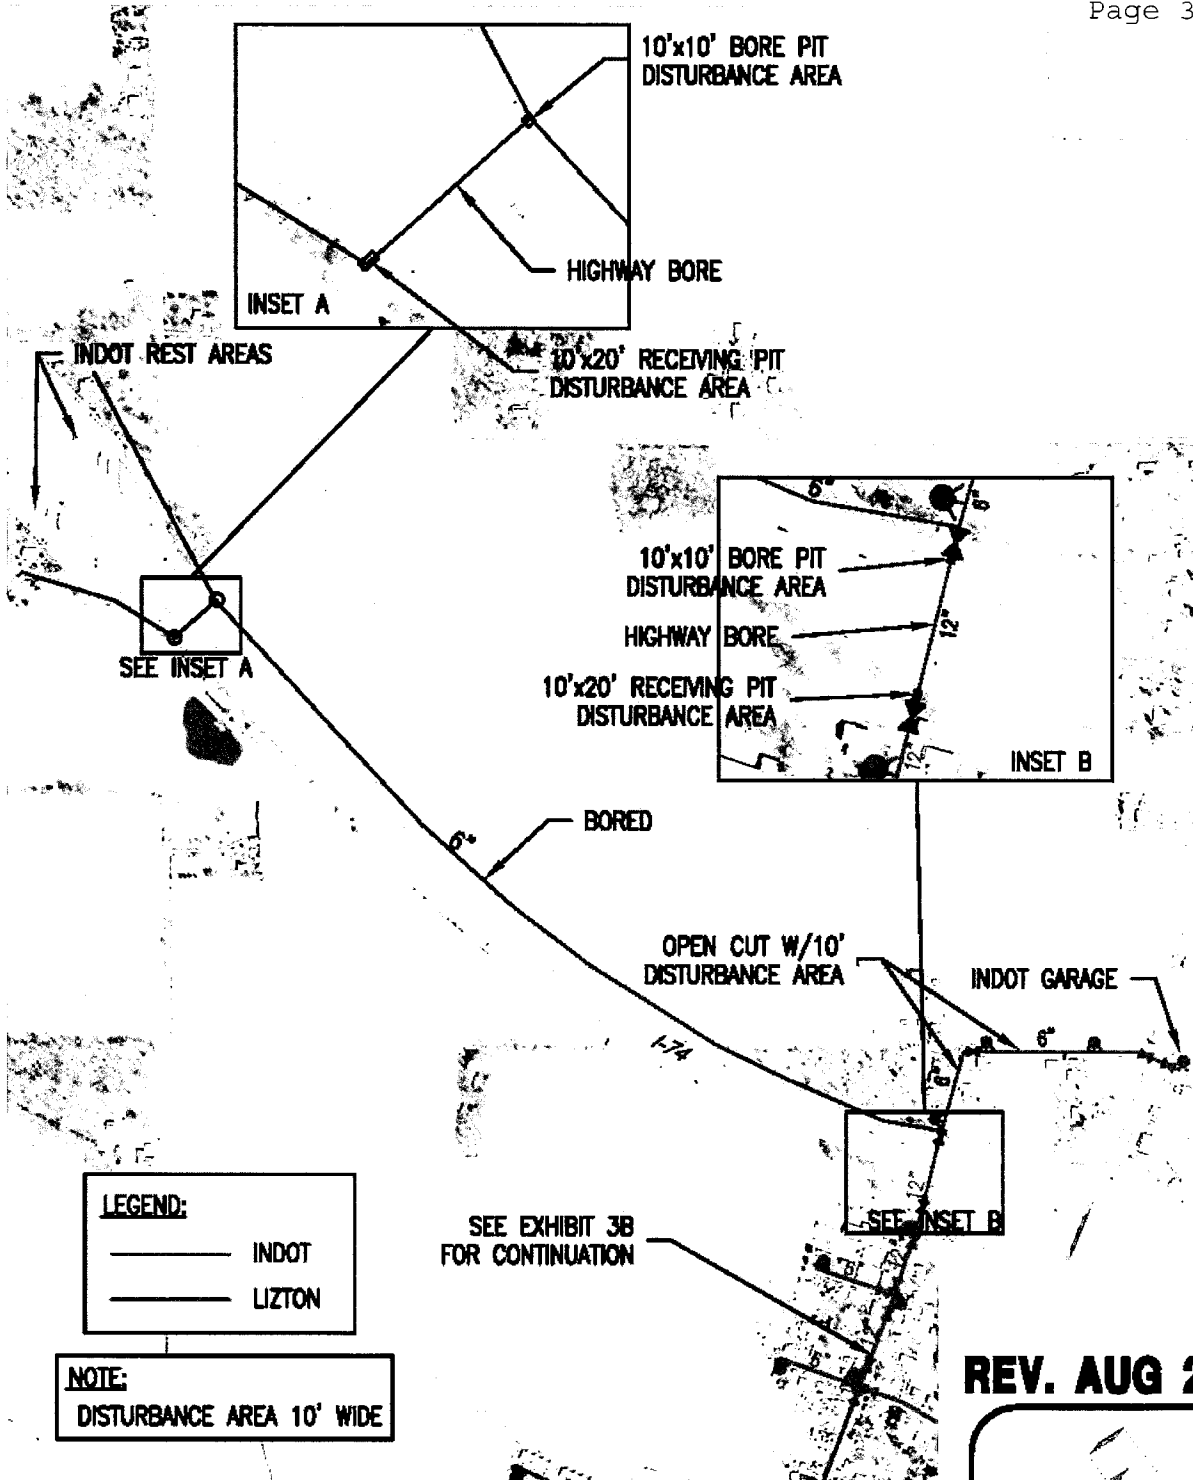 Page 3
10'x10' BORE PIT
DISTURBANCE AREA
HIGHWAY BORE
INSET A
10'x20' RECEIVING PIT
DISTURBANCE AREA
INDOT REST AREAS
SEE INSET A
6"
8"
10'x10' BORE PIT
DISTURBANCE AREA
HIGHWAY BORE
12"
10'x20' RECEIVING PIT
DISTURBANCE AREA
12"
INSET B
6"
BORED
OPEN CUT W/10'
DISTURBANCE AREA
INDOT GARAGE
6"
I-74
12"
SEE INSET B
12"
SEE EXHIBIT 3B
FOR CONTINUATION
LEGEND:
INDOT
LIZTON
NOTE:
DISTURBANCE AREA 10' WIDE
REV. AUG 2